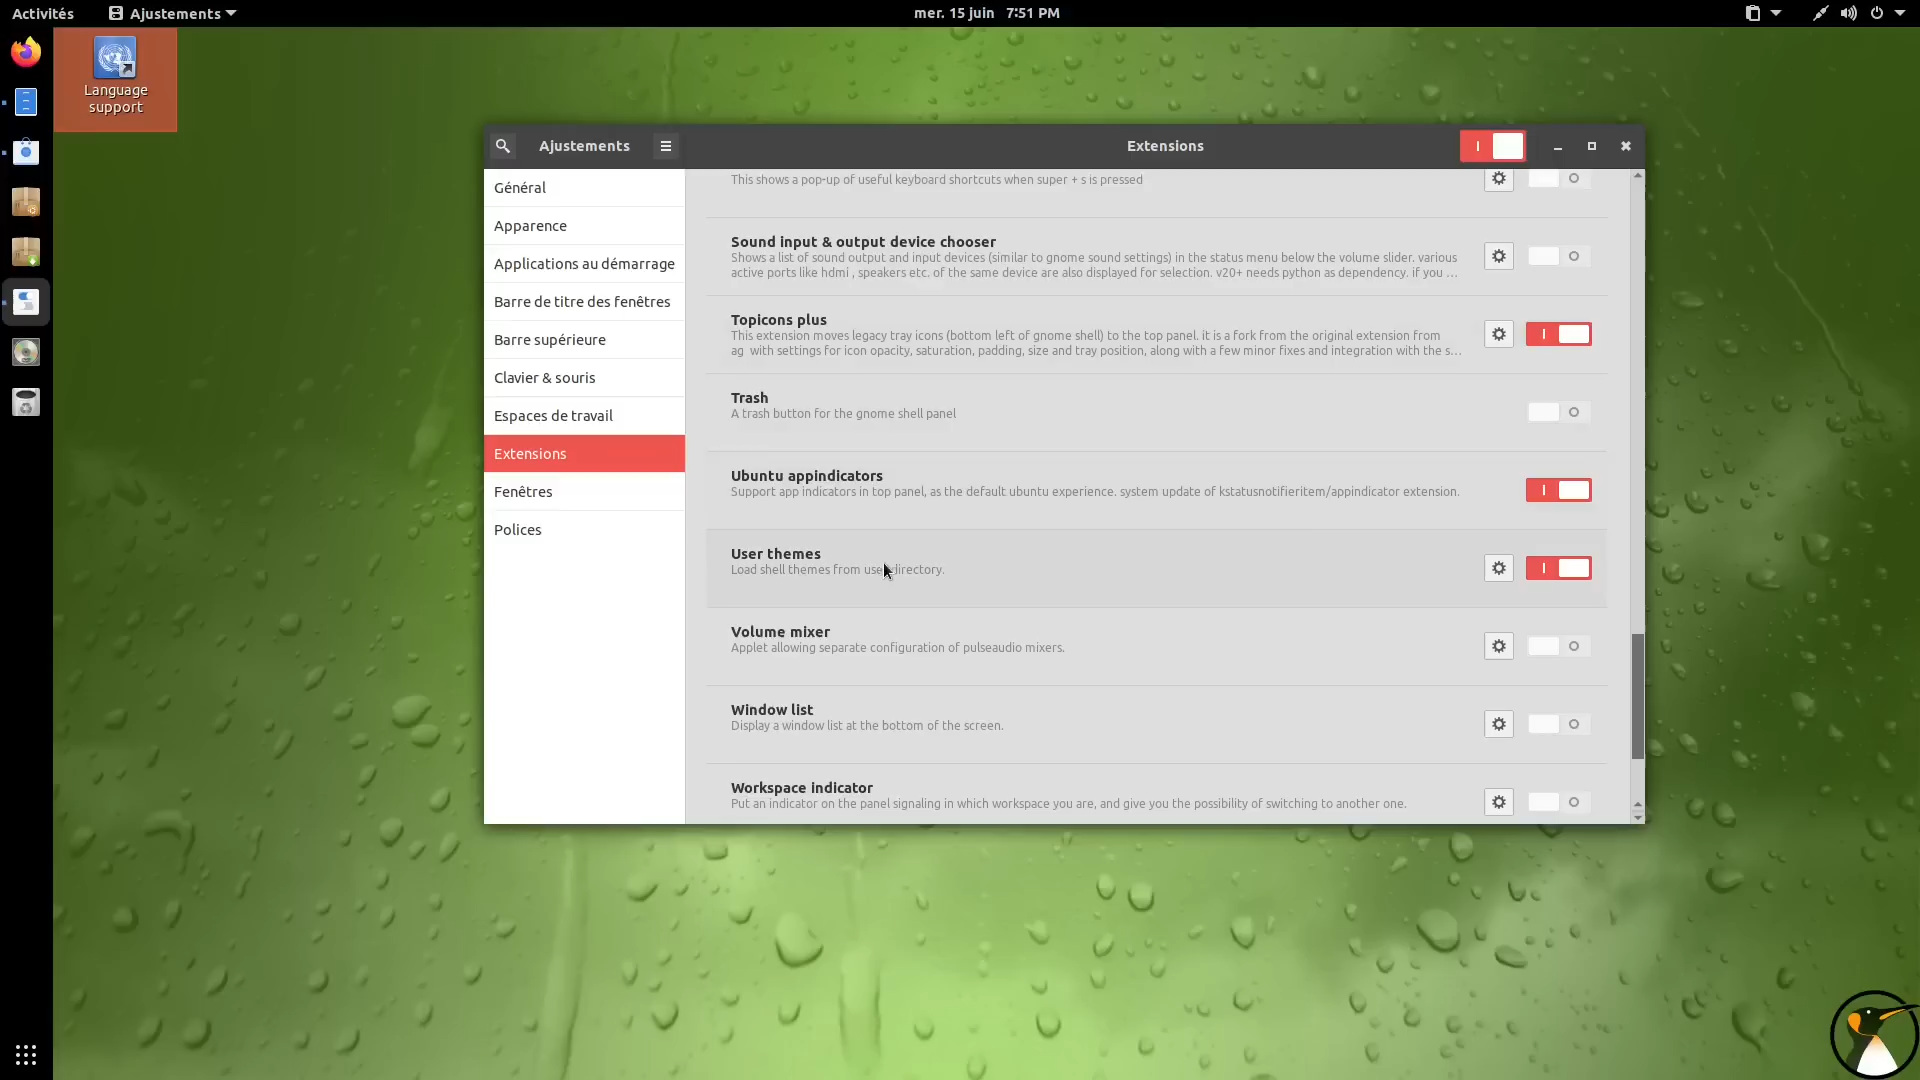 Activités
Ajustements
mer. 15 juin 7:51 PM
Language
support
Ajustements
Extensions
Général
Apparence
Applications au démarrage
Barre de titre des fenêtres
Barre supérieure
Clavier & souris
Espaces de travail
Extensions
Fenêtres
Polices
This shows a pop-up of useful keyboard shortcuts when super + s is pressed
Sound input & output device chooser
Shows a list of sound output and input devices (similar to gnome sound settings) in the status menu below the volume slider. various
active ports like hdmi , speakers etc. of the same device are also displayed for selection. v20+ needs python as dependency. if you ...
Topicons plus
This extension moves legacy tray icons (bottom left of gnome shell) to the top panel. it is a fork from the original extension from
ag with settings for icon opacity, saturation, padding, size and tray position, along with a few minor fixes and integration with the s...
Trash
A trash button for the gnome shell panel
Ubuntu appindicators
Support app indicators in top panel, as the default ubuntu experience. system update of kstatusnotifieritem/appindicator extension.
User themes
Load shell themes from user directory.
Volume mixer
Applet allowing separate configuration of pulseaudio mixers.
Window list
Display a window list at the bottom of the screen.
Workspace indicator
Put an indicator on the panel signaling in which workspace you are, and give you the possibility of switching to another one.